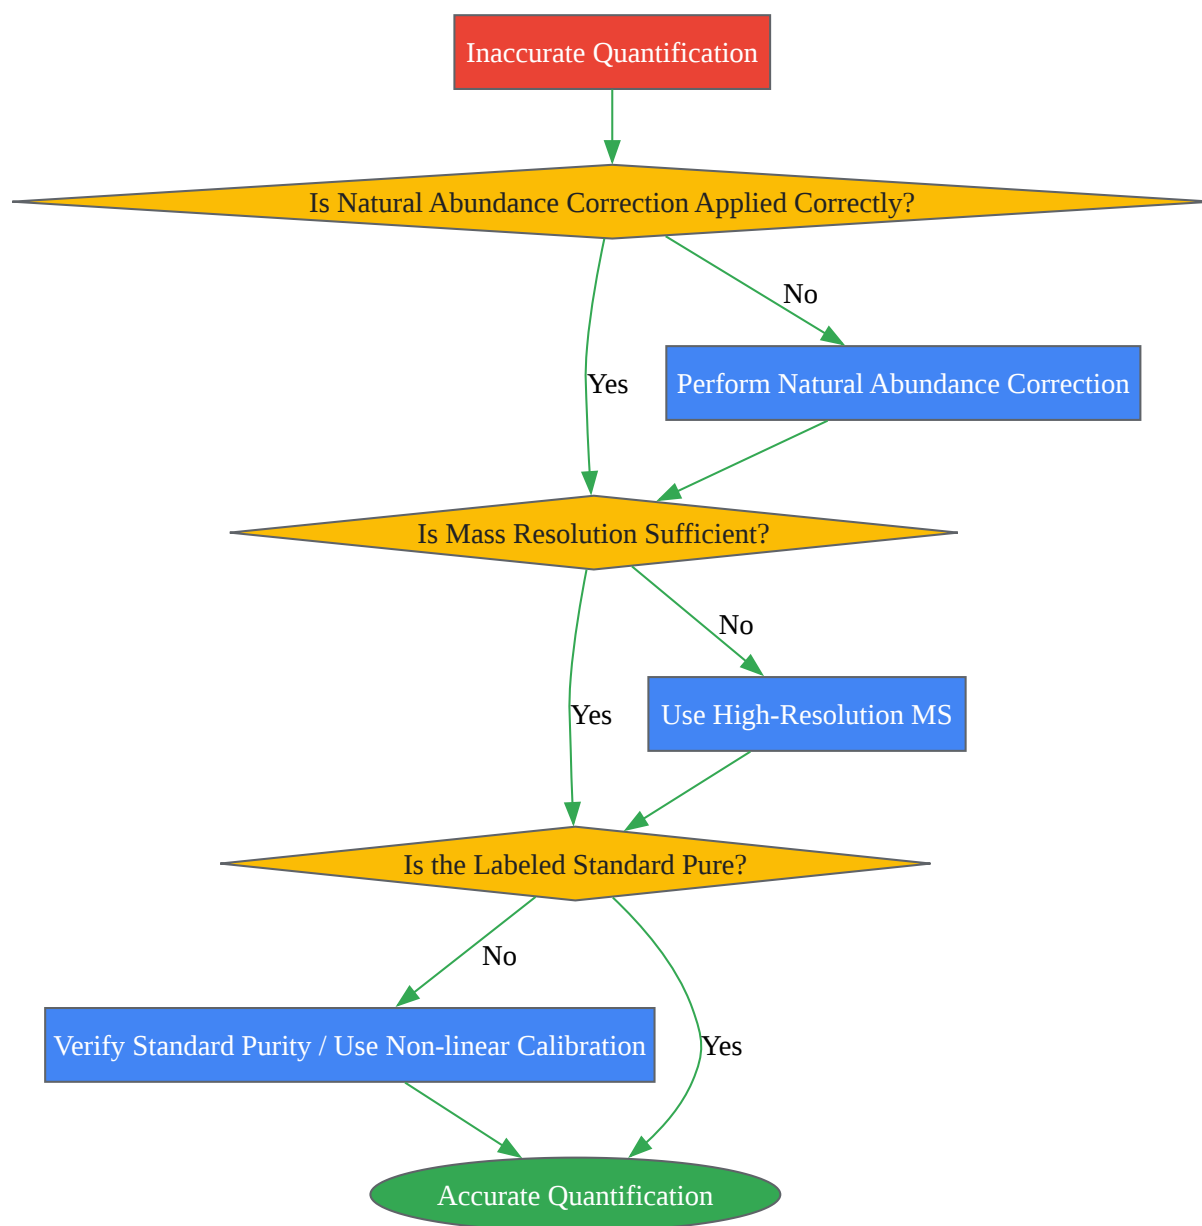 Inaccurate Quantification
Is Natural Abundance Correction Applied Correctly?
No
Yes
Perform Natural Abundance Correction
Is Mass Resolution Sufficient?
No
Yes
Use High-Resolution MS
Is the Labeled Standard Pure?
No
Verify Standard Purity / Use Non-linear Calibration
Yes
Accurate Quantification